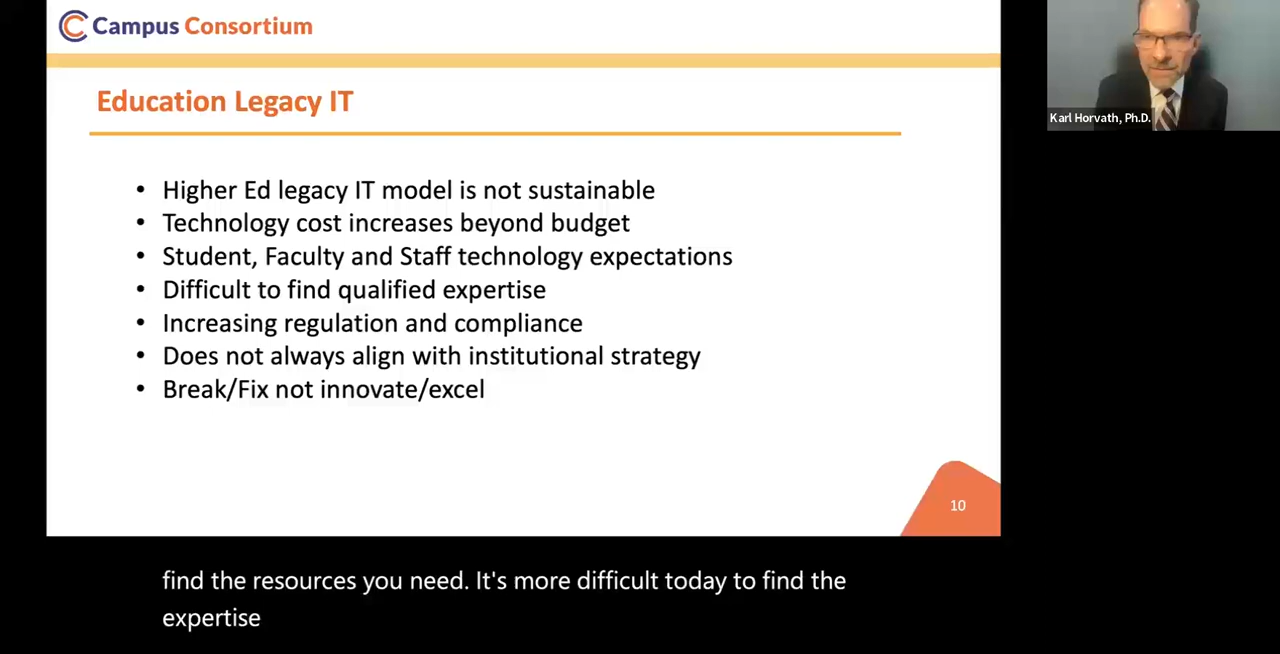 Campus Consortium
Karl Horvath, Ph.D.
Education Legacy IT
• Higher Ed legacy IT model is not sustainable
• Technology cost increases beyond budget
• Student, Faculty and Staff technology expectations
• Difficult to find qualified expertise
• Increasing regulation and compliance
• Does not always align with institutional strategy
• Break/Fix not innovate/excel
10
find the resources you need. It's more difficult today to find the
expertise